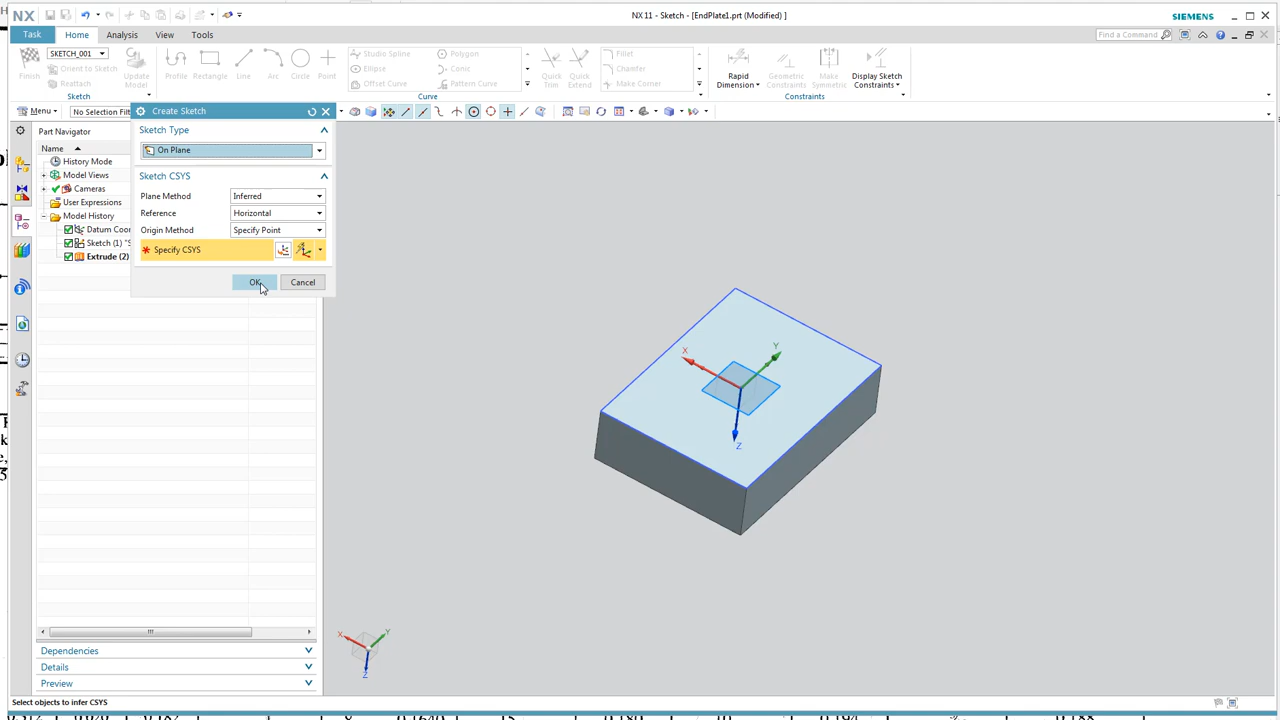 NX
NX 11 - Sketch - [EndPlate1.prt (Modified) ]
SIEMENS
Task
Home
Analysis
View
Tools
Find a Command
Finish
SKETCH_001
Orient to Sketch
Reattach
Update Model
Sketch
Profile
Rectangle
Line
Arc
Circle
Point
Studio Spline
Ellipse
Offset Curve
Polygon
Conic
Pattern Curve
Curve
Quick Trim
Quick Extend
Fillet
Chamfer
Make Corner
Rapid Dimension
Geometric Constraints
Make Symmetric
Display Sketch Constraints
Constraints
Menu
No Selection Filt
Create Sketch
Sketch Type
On Plane
Sketch CSYS
Plane Method
Inferred
Reference
Horizontal
Origin Method
Specify Point
* Specify CSYS
OK
Cancel
Part Navigator
Name
History Mode
Model Views
Cameras
User Expressions
Model History
Datum Coor
Sketch (1) "S
Extrude (2)
X
Y
Z
X
Y
Z
Dependencies
Details
Preview
Select objects to infer CSYS